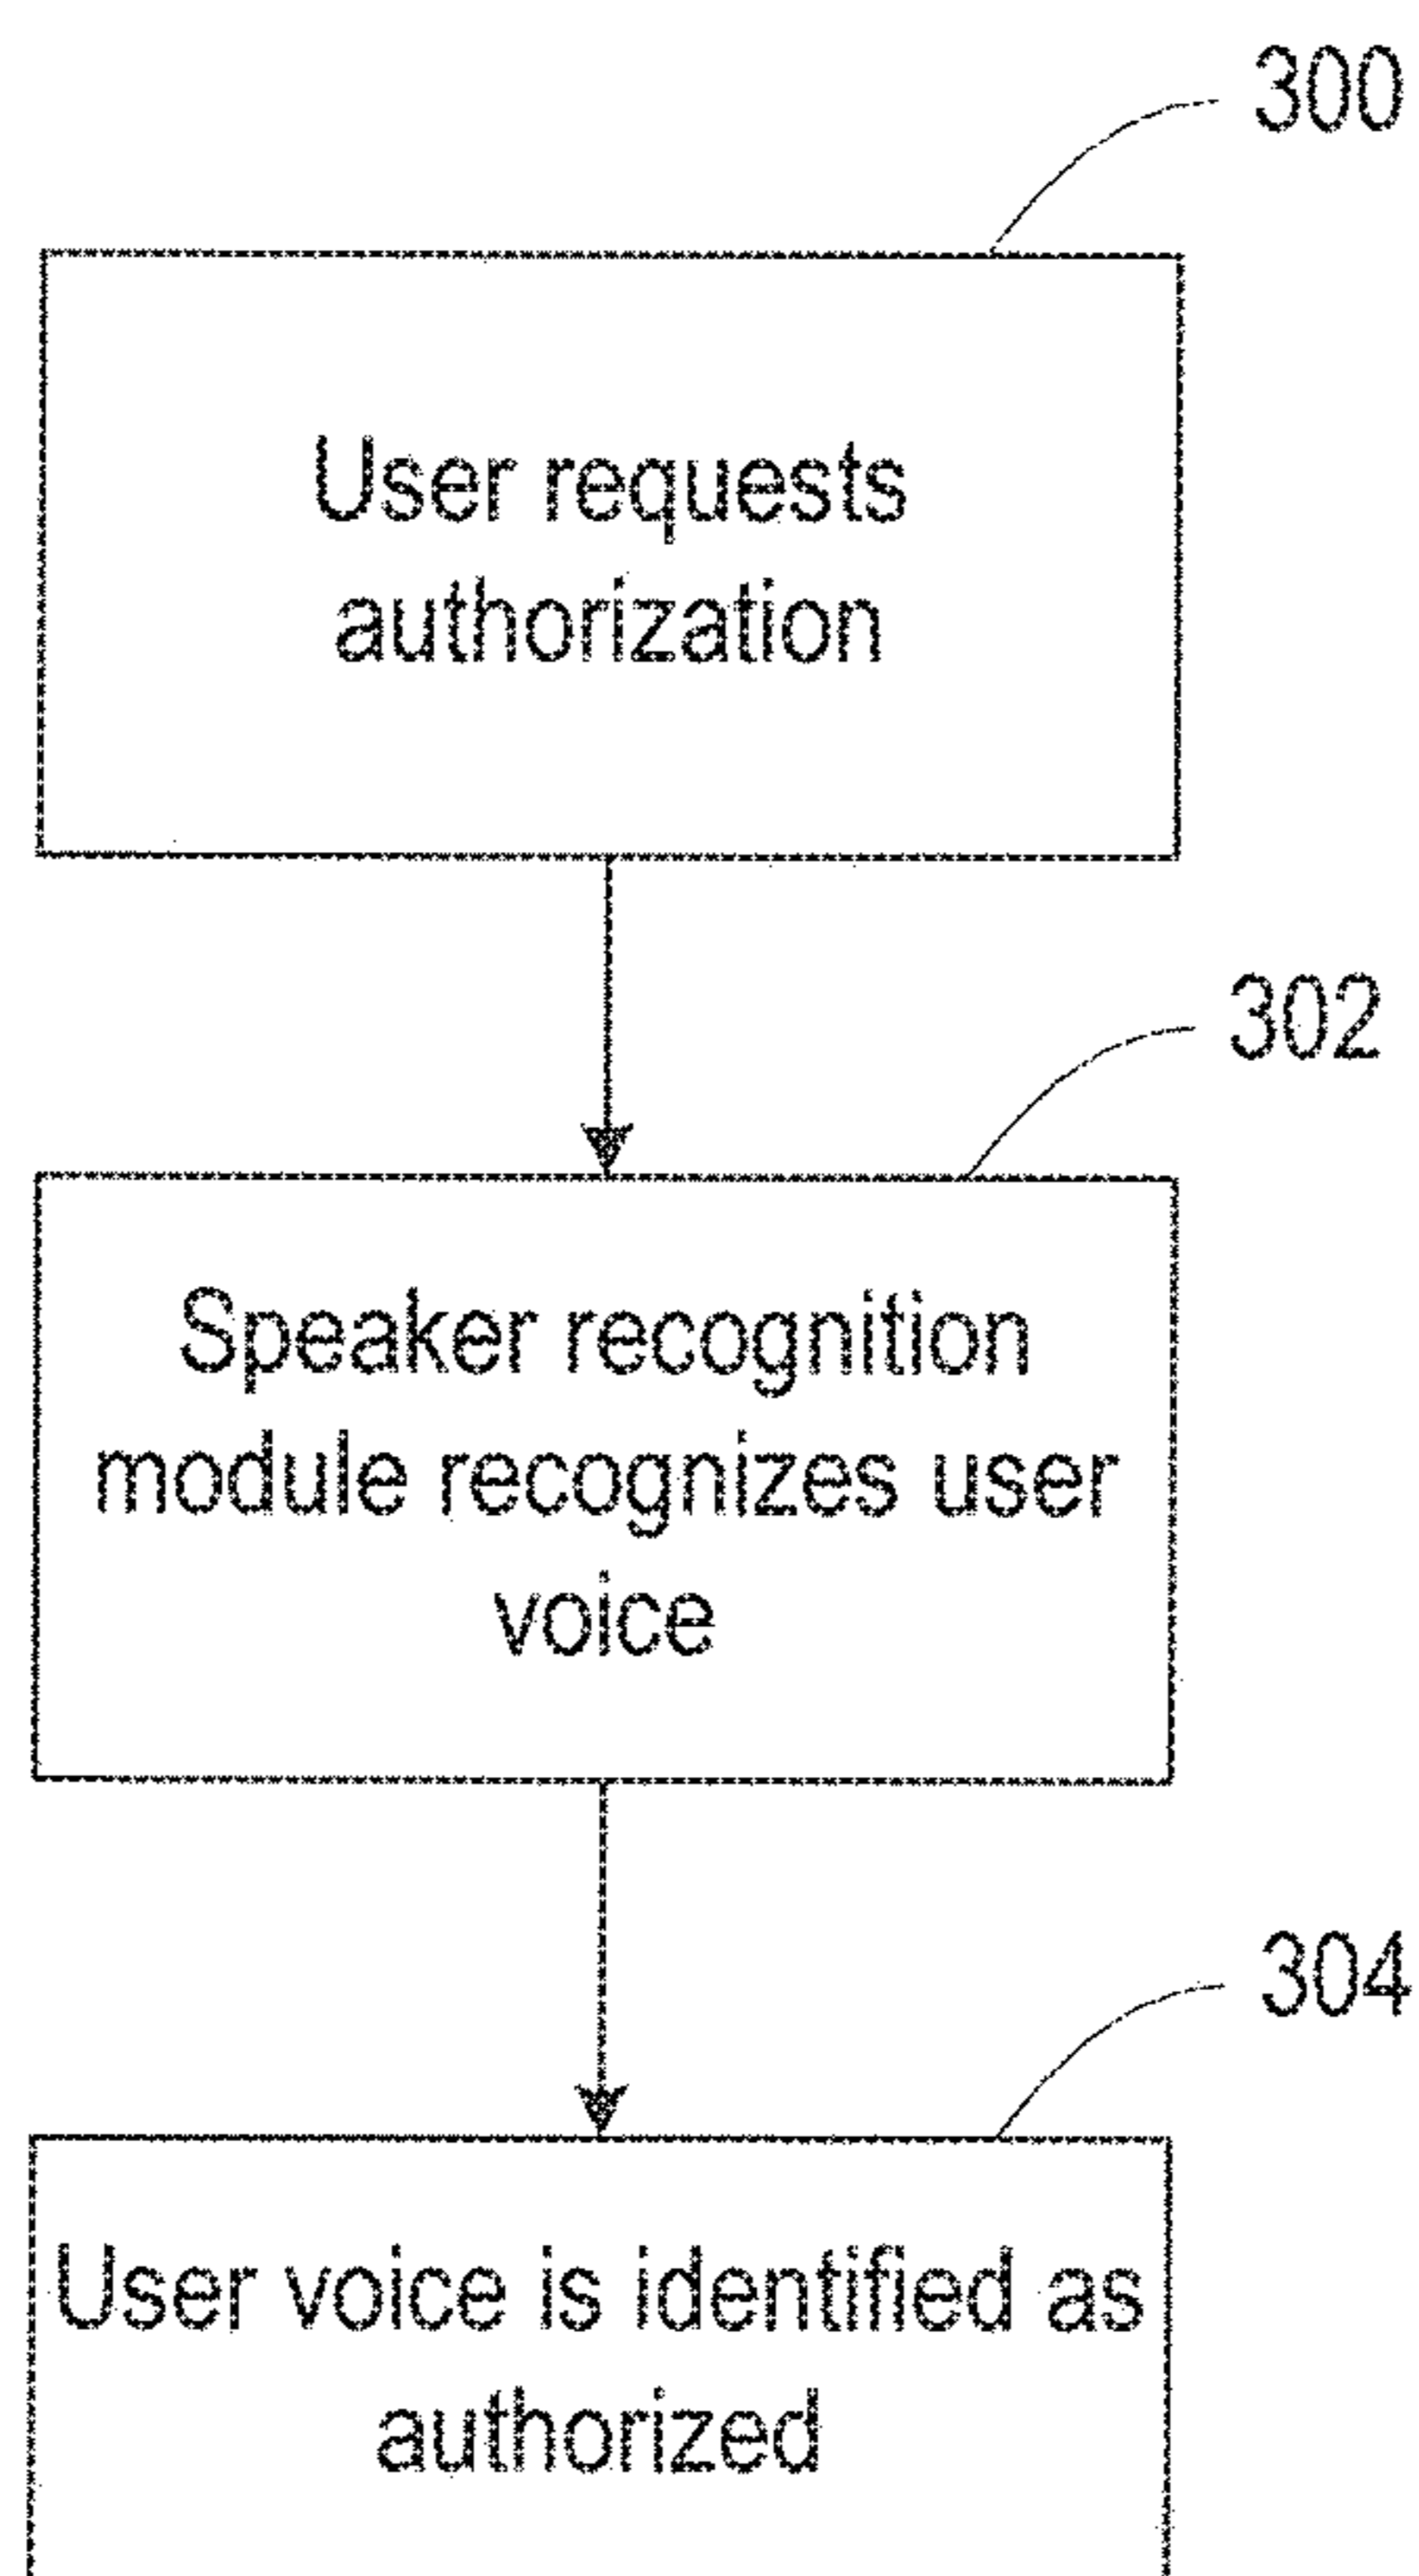 300
User requests
authorization
302
Speaker recognition
module recognizes user
voice
304
User voice is identified as
authorized